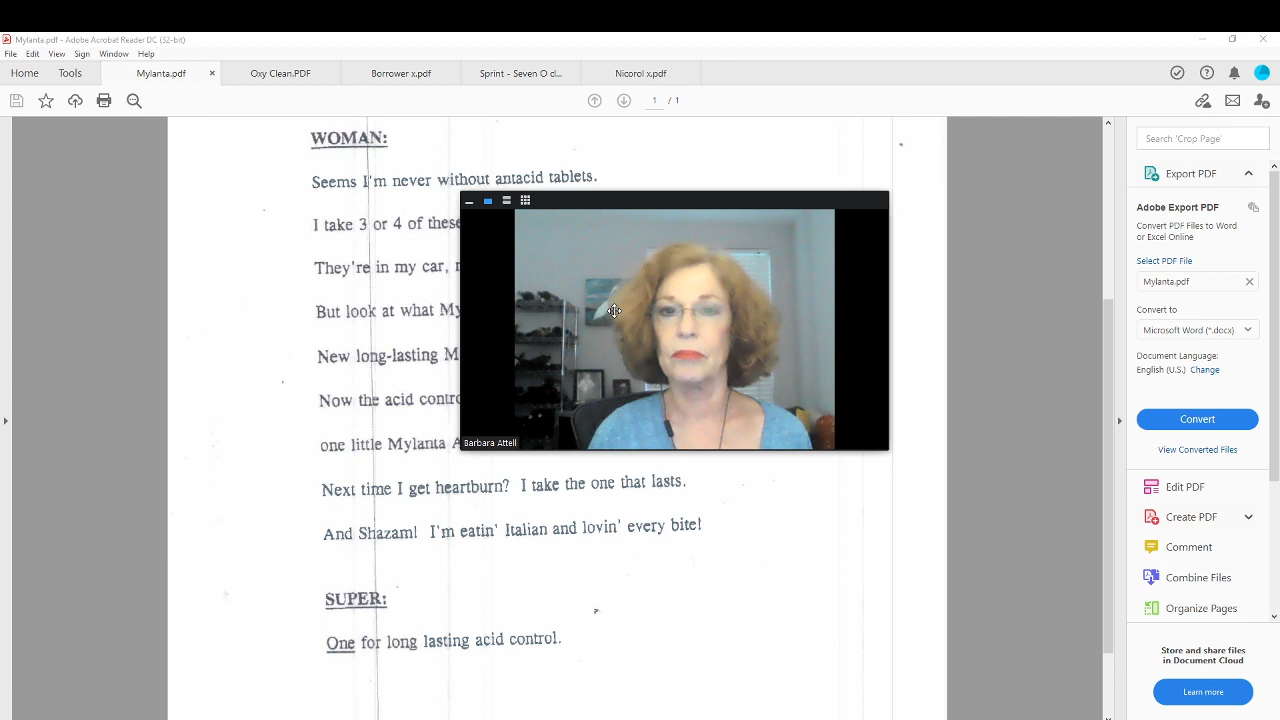 Mylanta.pdf - Adobe Acrobat Reader DC (32-bit)
File Edit View Sign Window Help
Home Tools Mylanta.pdf × Oxy Clean.PDF Borrower x.pdf Sprint - Seven O cl... Nicorol x.pdf
1 / 1
WOMAN:
Seems I'm never without antacid tablets.
I take 3 or 4 of these
They're in my car,
But look at what My
New long-lasting M
Now the acid contro
one little Mylanta A
Next time I get heartburn? I take the one that lasts.
And Shazam! I'm eatin' Italian and lovin' every bite!
SUPER:
One for long lasting acid control.
Barbara Attell
Search 'Crop Page'
Export PDF
Adobe Export PDF
Convert PDF Files to Word
or Excel Online
Select PDF File
Mylanta.pdf
Convert to
Microsoft Word (*.docx)
Document Language:
English (U.S.) Change
Convert
View Converted Files
Edit PDF
Create PDF
Comment
Combine Files
Organize Pages
Store and share files
in Document Cloud
Learn more